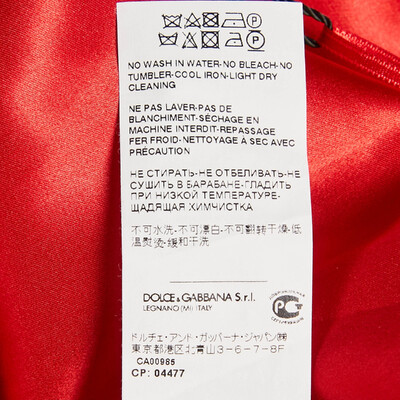 NO WASH IN WATER-NO BLEACH-NO
TUMBLER-COOL IRON-LIGHT DRY
CLEANING
NE PAS LAVER-PAS DE
BLANCHIMENT-SÉCHAGE EN
MACHINE INTERDIT-REPASSAGE
FER FROID-NETTOYAGE À SEC AVEC
PRÉCAUTION
НЕ СТИРАТЬ-НЕ ОТБЕЛИВАТЬ-НЕ
СУШИТЬ В БАРАБАНЕ-ГЛАДИТЬ
ПРИ НИЗКОЙ ТЕМПЕРАТУРЕ-
ЩАДЯЩАЯ ХИМЧИСТКА
不可水洗-不可漂白-不可翻转干燥-低
温熨烫-缓和干洗
DOLCE & GABBANA S.r.l.
LEGNANO (MI) ITALY
ドルチェ・アンド・ガッバーナ・ジャパン㈱
東京都港区北青山3-6-7-8F
CA00985
CP: 04477